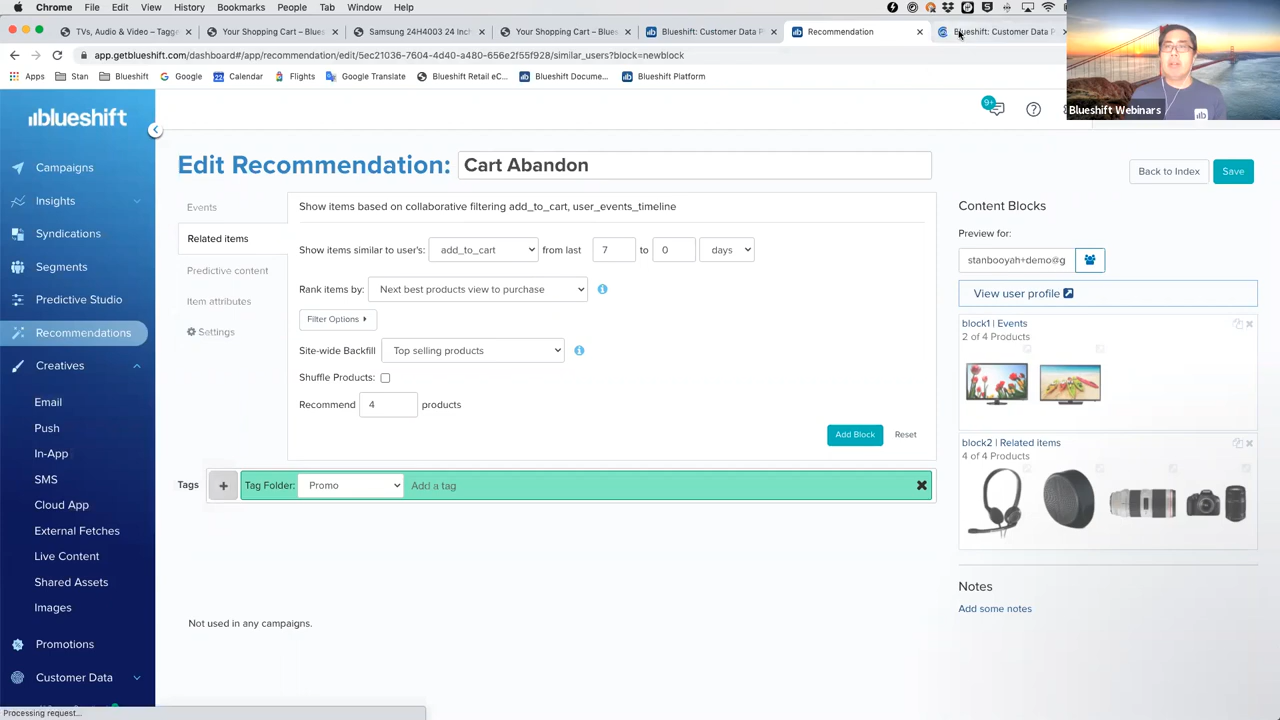 Chrome File Edit View History Bookmarks People Tab Window Help
TVs, Audio & Video – Tagg
Your Shopping Cart – Blues
Samsung 24H4003 24 Inch
Your Shopping Cart – Blues
Blueshift: Customer Data P
Recommendation
Blueshift: Customer Data P
app.getblueshift.com/dashboard#/app/recommendation/edit/5ec21036-7604-4d30-9371-d6105a95f928/similar_users?block=newblock
Apps Stan Blueshift Google 22 Calendar Flights Google Translate Blueshift Retail eC... Blueshift Docume... Blueshift Platform
Blueshift Webinars
blueshift
9+
Campaigns
Insights
Syndications
Segments
Predictive Studio
Recommendations
Creatives
Email
Push
In-App
SMS
Cloud App
External Fetches
Live Content
Shared Assets
Images
Promotions
Customer Data
Edit Recommendation: Cart Abandon
Back to Index Save
Events
Related items
Predictive content
Item attributes
Settings
Show items based on collaborative filtering add_to_cart, user_events_timeline
Show items similar to user's: add_to_cart from last 7 to 0 days
Rank items by: Next best products view to purchase
Filter Options
Site-wide Backfill Top selling products
Shuffle Products:
Recommend 4 products
Add Block Reset
Tags + Tag Folder: Promo Add a tag
Not used in any campaigns.
Content Blocks
Preview for:
stanbooyah+demo@g
View user profile
block1 | Events
2 of 4 Products
block2 | Related items
4 of 4 Products
Notes
Add some notes
Processing request...